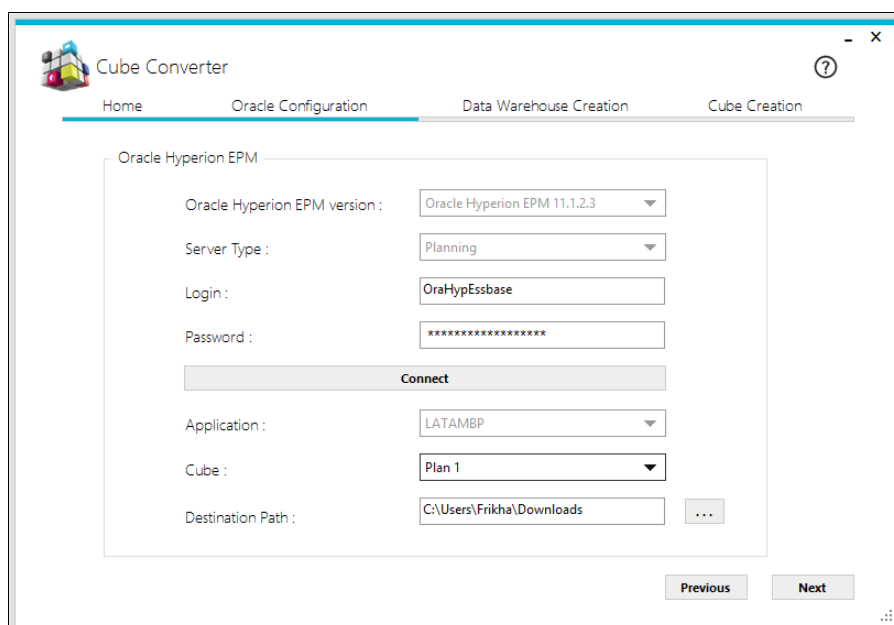 Cube Converter
Home Oracle Configuration Data Warehouse Creation Cube Creation
Oracle Hyperion EPM
Oracle Hyperion EPM version : Oracle Hyperion EPM 11.1.2.3
Server Type : Planning
Login : OraHypEssbase
Password : ******************
Connect
Application : LATAMBP
Cube : Plan 1
Destination Path : C:\Users\Frikha\Downloads ...
Previous Next